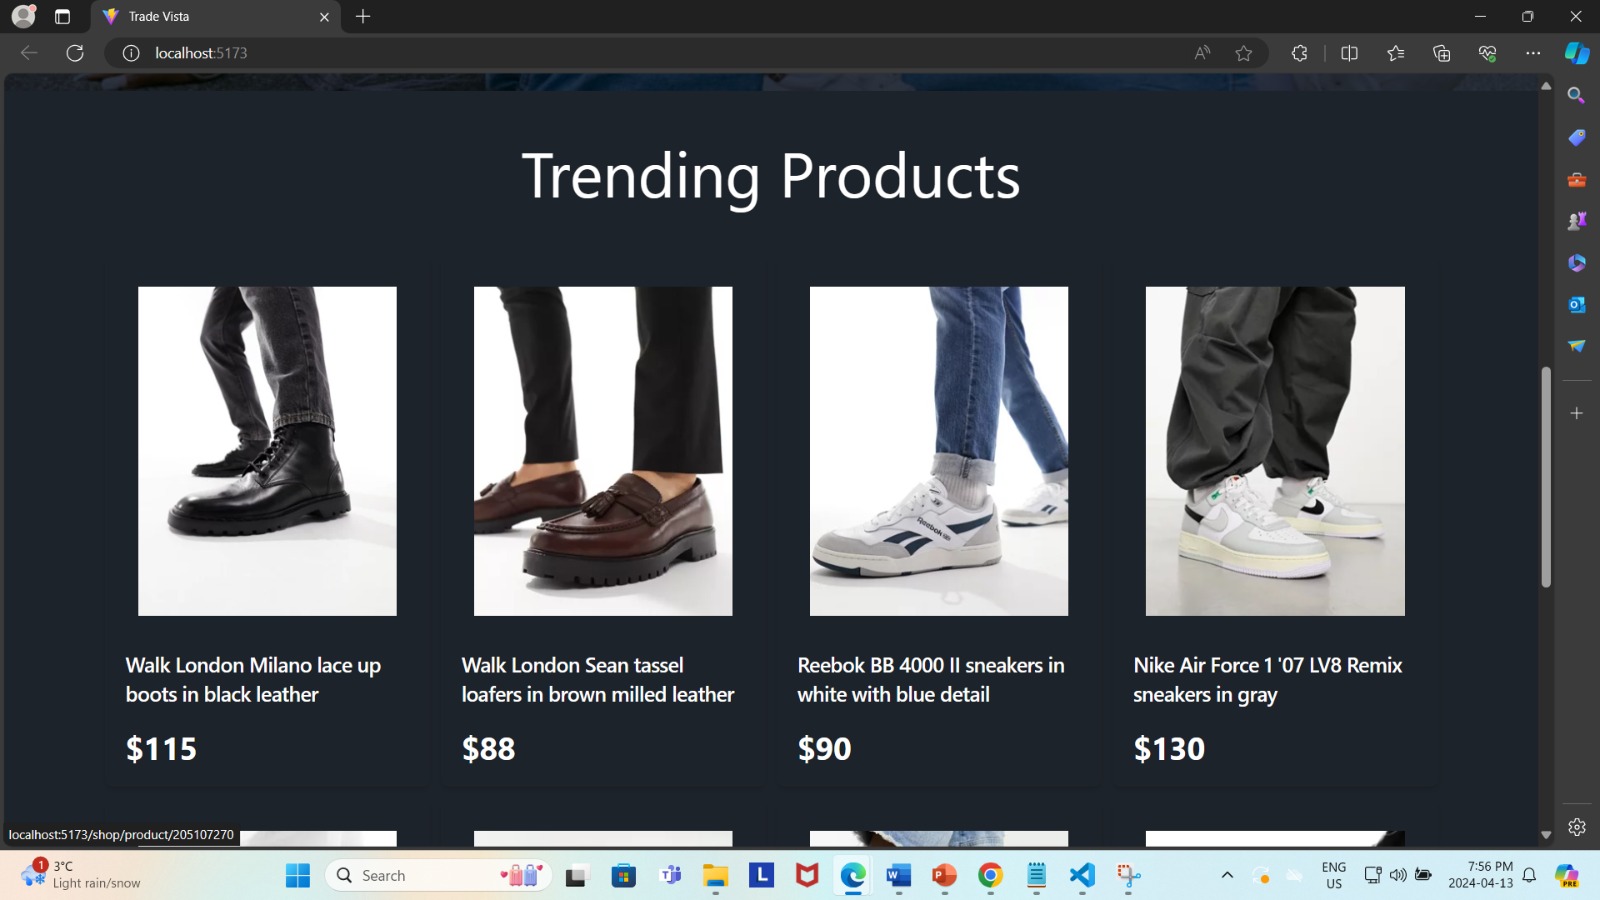 Trade Vista
localhost:5173
Trending Products
Walk London Milano lace up
boots in black leather
$115
Walk London Sean tassel
loafers in brown milled leather
$88
Reebok BB 4000 II sneakers in
white with blue detail
$90
Nike Air Force 1 '07 LV8 Remix
sneakers in gray
$130
Reebok
localhost:5173/shop/product/205107270
1
3°C
Light rain/snow
Search
L
W
P
ENG
US
7:56 PM
2024-04-13
PRE